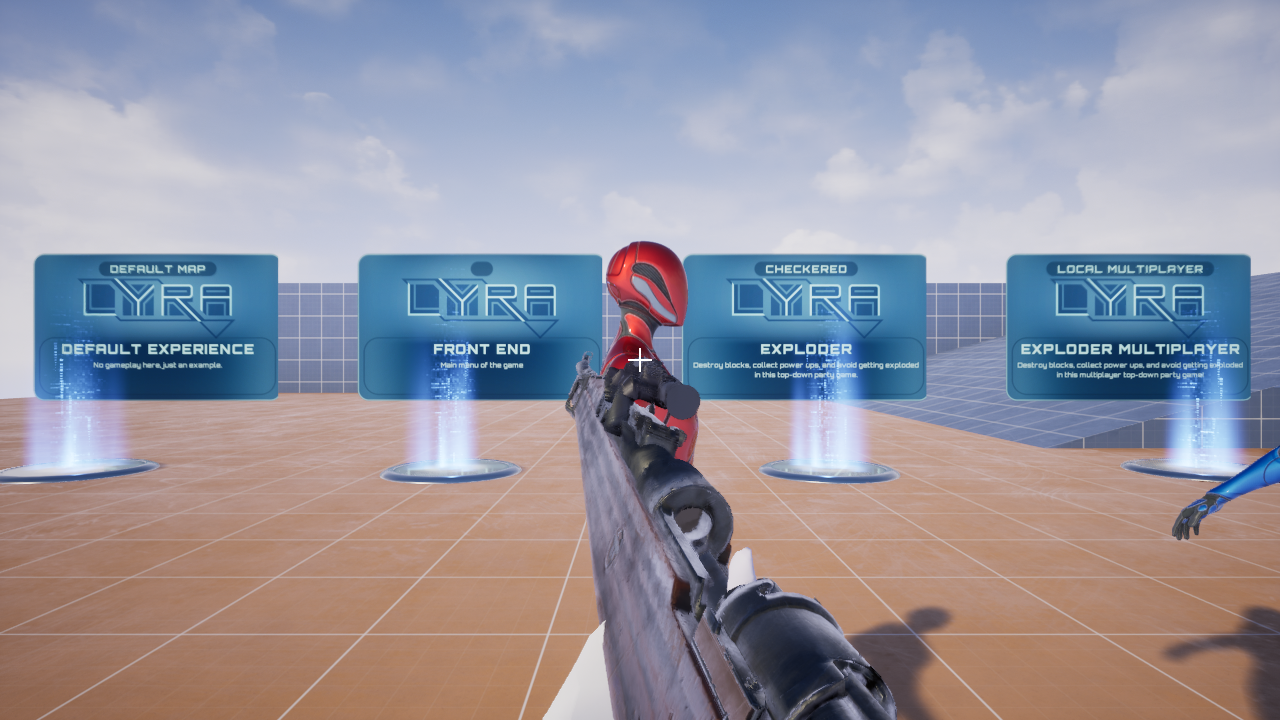 DEFAULT MAP
LYRA
DEFAULT EXPERIENCE
No gameplay here, just an example.
LYRA
FRONT END
Main menu of the game
CHECKERED
LYRA
EXPLODER
Destroy blocks, collect power ups, and avoid getting exploded
in this top-down party game.
LOCAL MULTIPLAYER
LYRA
EXPLODER MULTIPLAYER
Destroy blocks, collect power ups, and avoid getting exploded
in this multiplayer top-down party game!